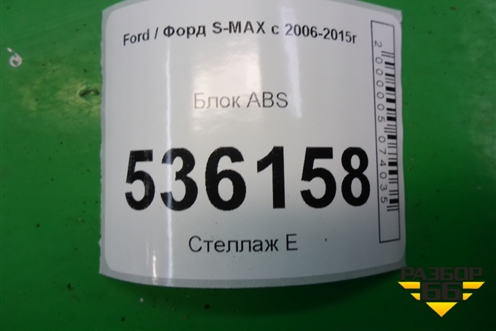 Ford / Форд S-MAX с 2006-2015г
Блок ABS
536158
Стеллаж Е
2000005074035
РАЗБОР
66